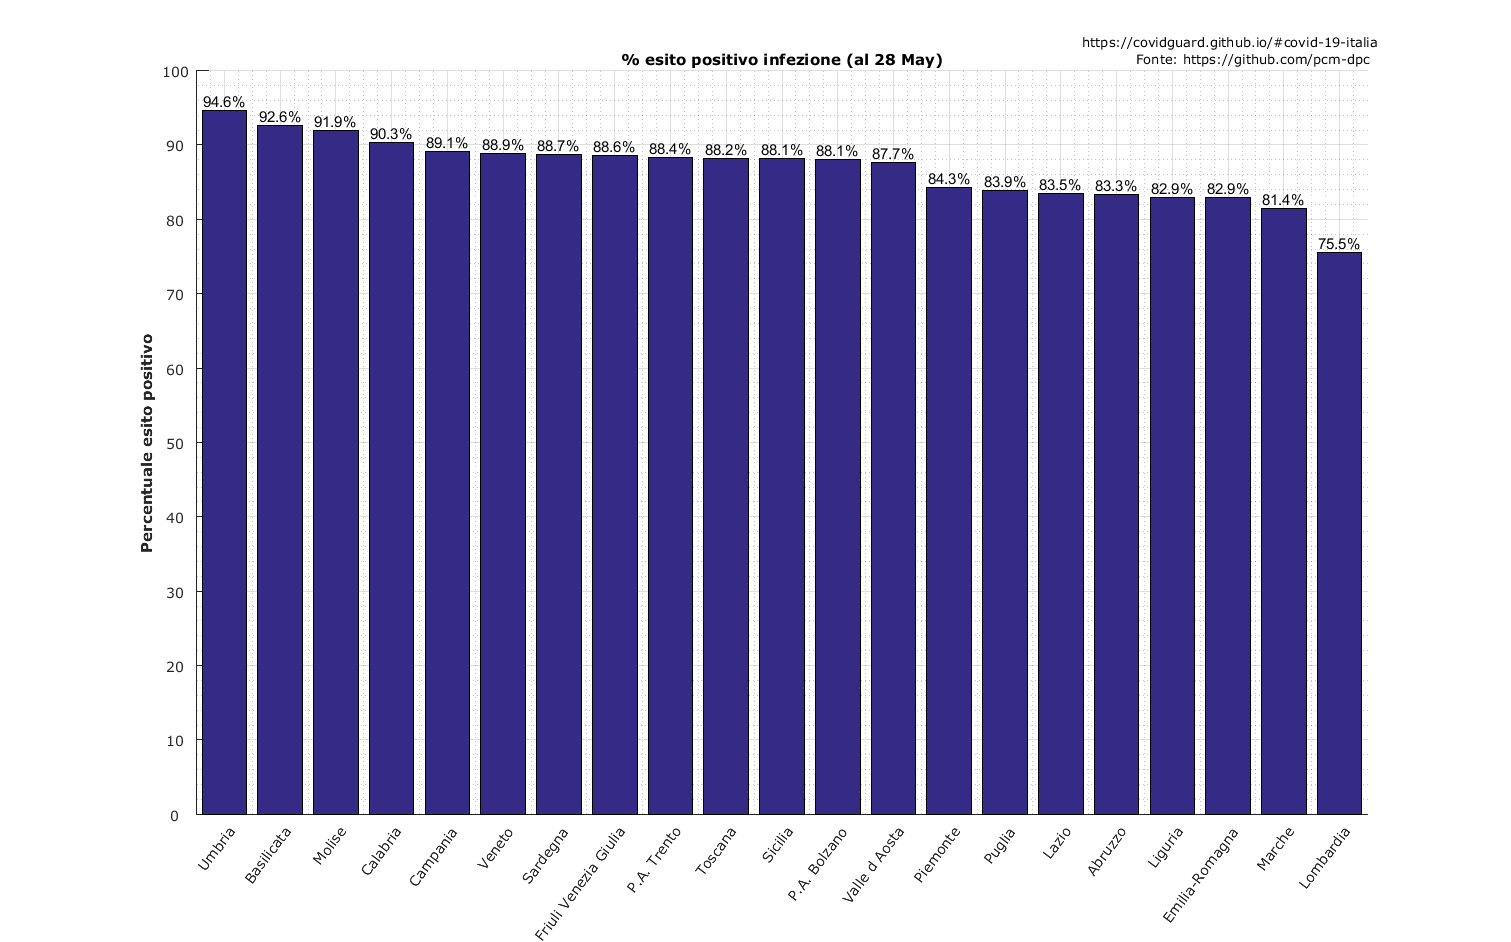 https://covidguard.github.io/#covid-19-italia
Fonte: https://github.com/pcm-dpc
% esito positivo infezione (al 28 May)
Percentuale esito positivo
100
90
80
70
60
50
40
30
20
10
0
94.6%
92.6%
91.9%
90.3%
89.1%
88.9%
88.7%
88.6%
88.4%
88.2%
88.1%
88.1%
87.7%
84.3%
83.9%
83.5%
83.3%
82.9%
82.9%
81.4%
75.5%
Umbria
Basilicata
Molise
Calabria
Campania
Veneto
Sardegna
Friuli Venezia Giulia
P.A. Trento
Toscana
Sicilia
P.A. Bolzano
Valle d Aosta
Piemonte
Puglia
Lazio
Abruzzo
Liguria
Emilia-Romagna
Marche
Lombardia